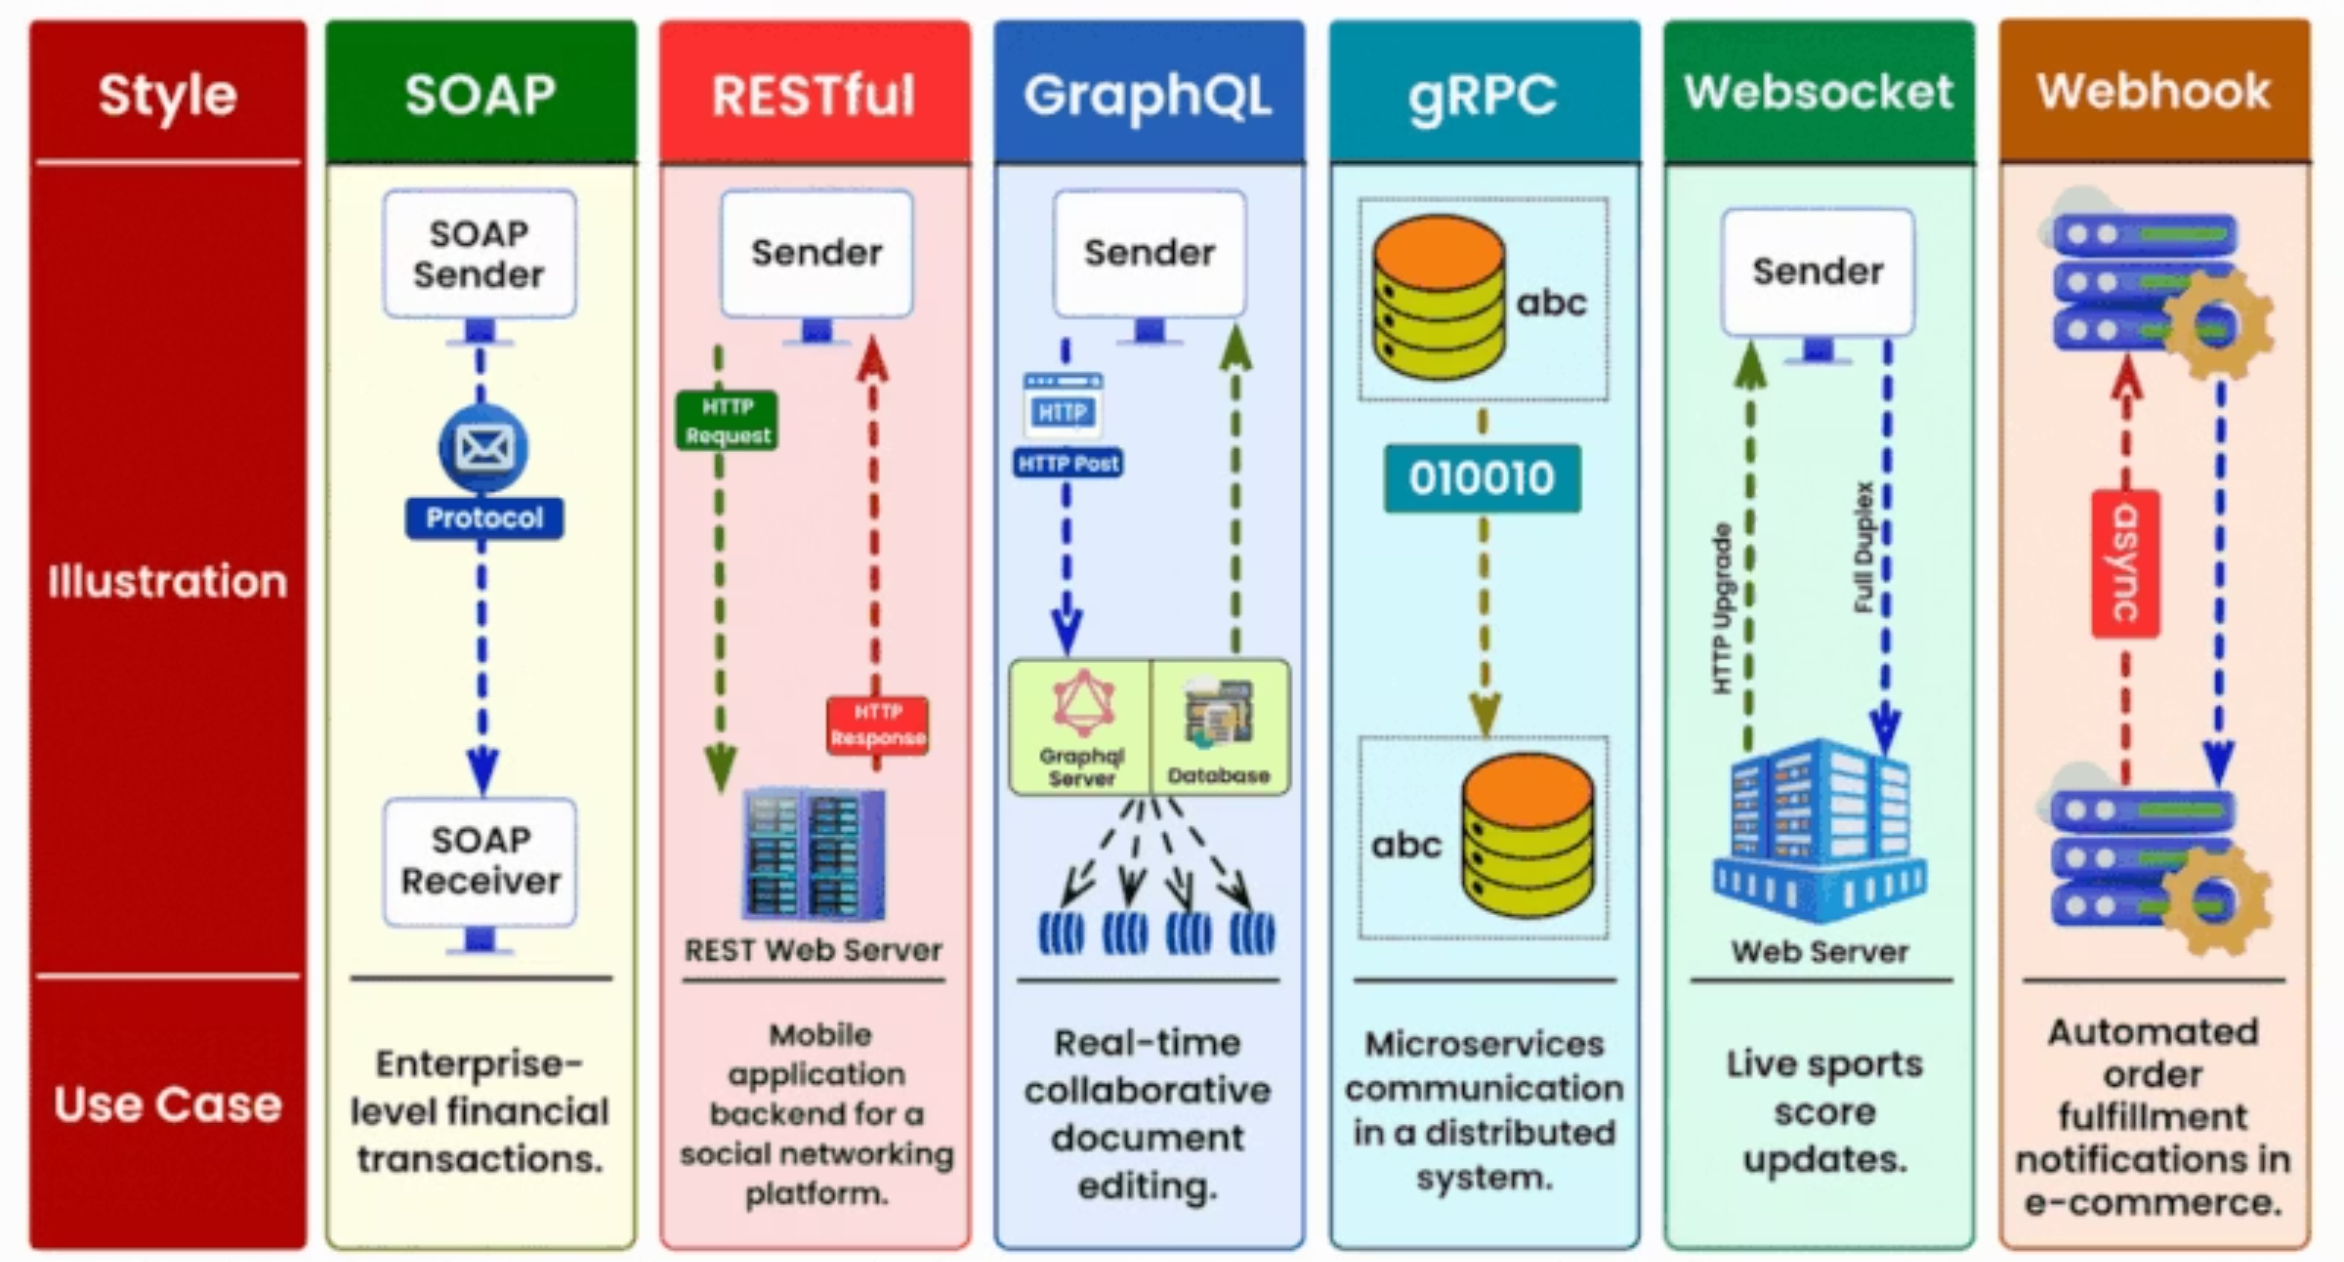 Style
SOAP
RESTful
GraphQL
gRPC
Websocket
Webhook
Illustration
SOAP
Sender
Protocol
SOAP
Receiver
Sender
HTTP
Request
HTTP
Response
REST Web Server
Sender
HTTP
HTTP Post
Graphql
Server
Database
abc
010010
abc
Sender
HTTP Upgrade
Full Duplex
Web Server
async
Use Case
Enterprise-
level financial
transactions.
Mobile
application
backend for a
social networking
platform.
Real-time
collaborative
document
editing.
Microservices
communication
in a distributed
system.
Live sports
score
updates.
Automated
order
fulfillment
notifications in
e-commerce.